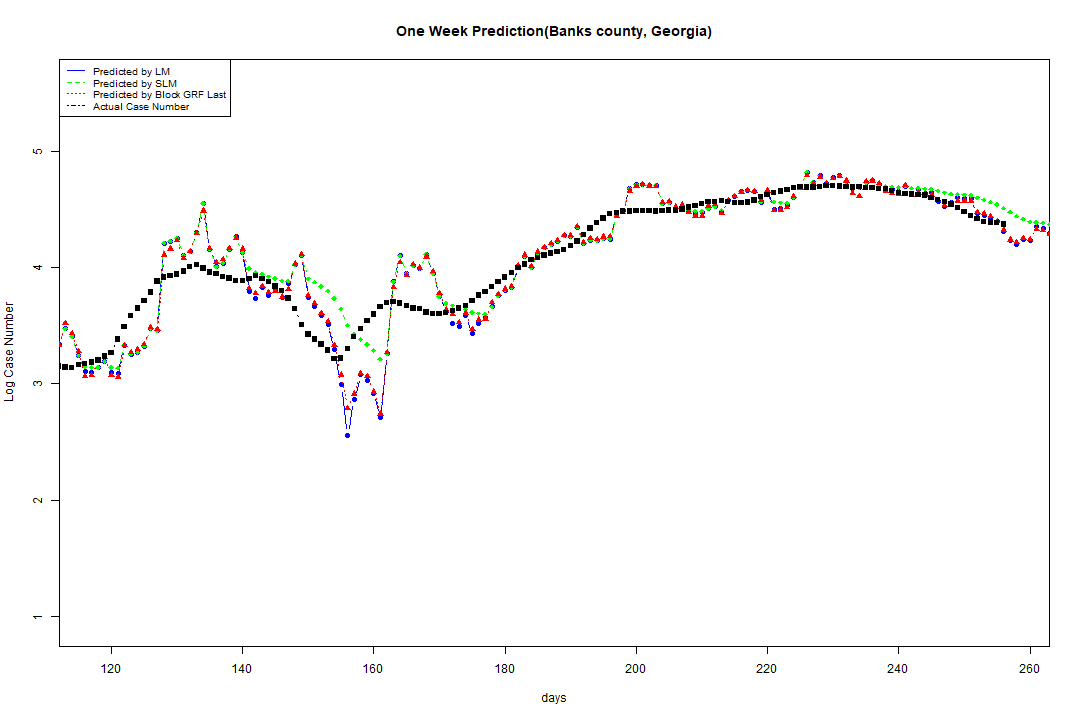 One Week Prediction(Banks county, Georgia)
Predicted by LM
Predicted by SLM
Predicted by Block GRF Last
Actual Case Number
5
4
3
2
1
Log Case Number
120 140 160 180 200 220 240 260
days